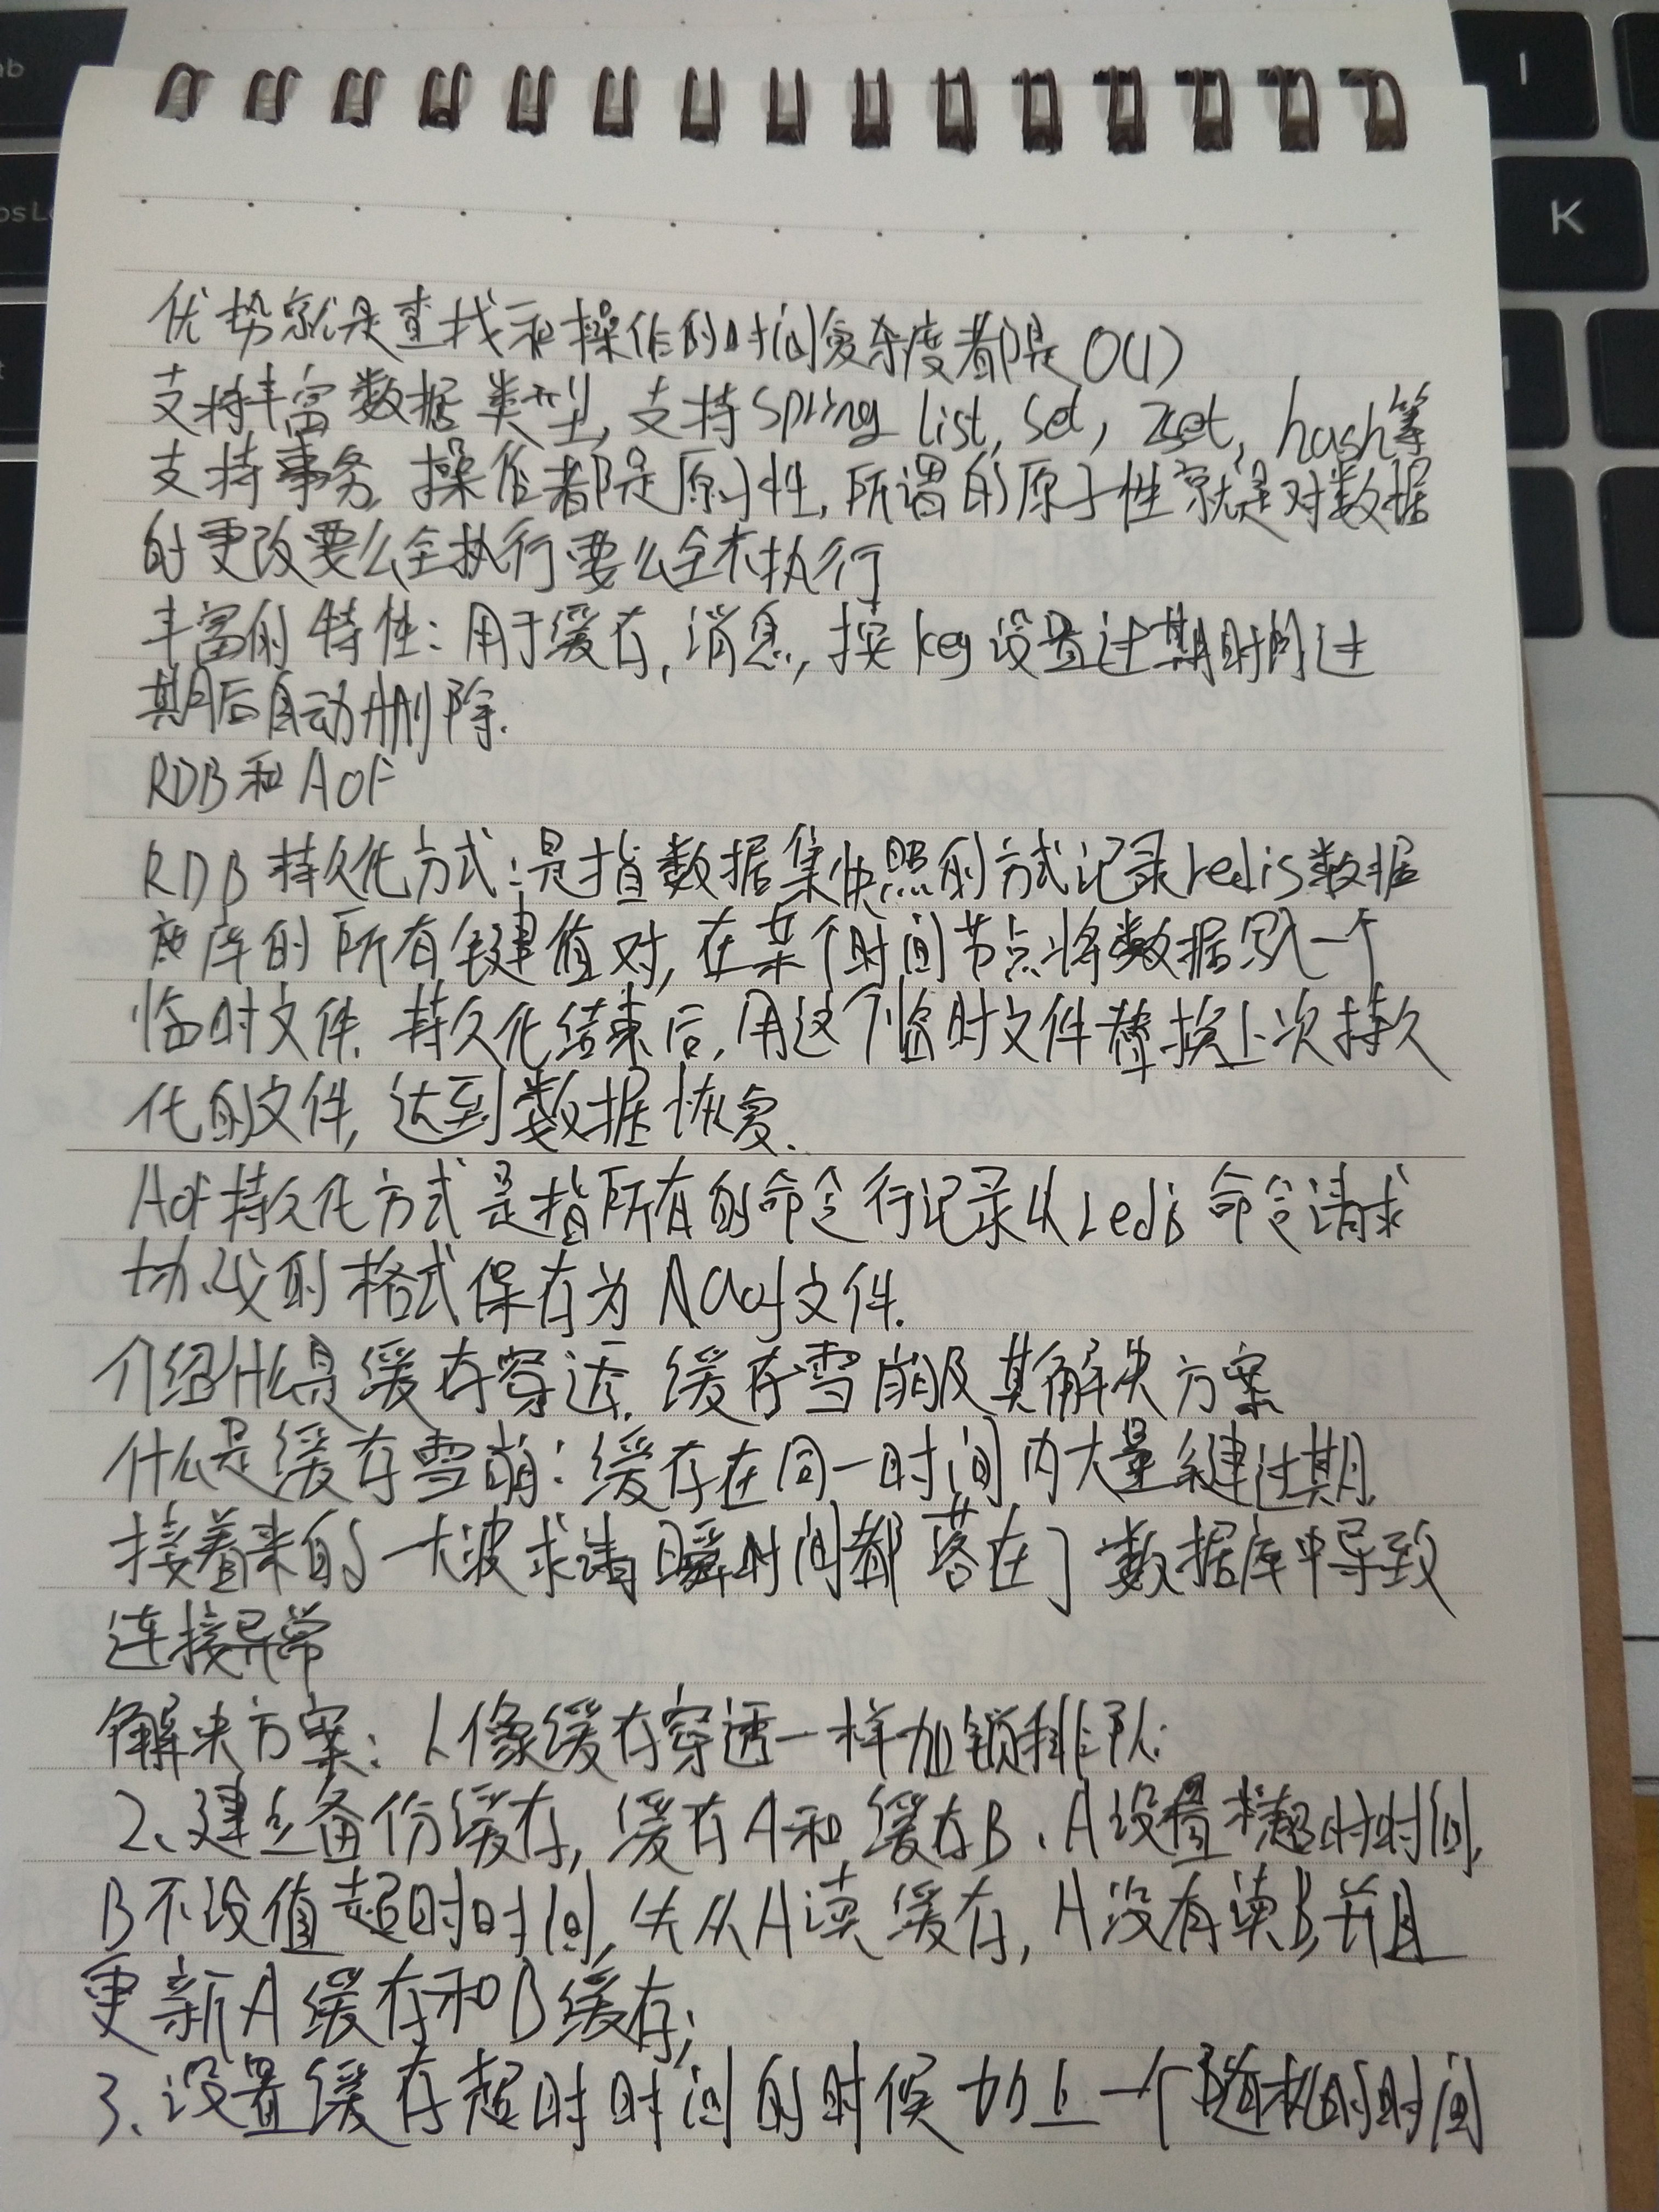 优势就是查找和操作的时间复杂度都是O(1)
支持丰富数据类型,支持Spring list, set, zset, hash等
支持事务,操作都是原子性,所谓的原子性就是对数据
的更改要么全执行要么全不执行
丰富的特性:用于缓存,消息,按key设置过期时间过
期后自动删除.
RDB和AOF
RDB持久化方式:是指数据集快照的方式记录redis数据
库的所有键值对,在某个时间节点将数据写入一个
临时文件.持久化结束后,用这个临时文件替换上次持久
化的文件,达到数据恢复.
AOF持久化方式是指所有的命令行记录以redis命令请求
协议的格式保存为Aof文件.
介绍什么是缓存穿透.缓存雪崩及其解决方案
什么是缓存雪崩:缓存在同一时间内大量键过期,
接着来的一大波求请瞬时间都落在了数据库中导致
连接异常
解决方案:1、像缓存穿透一样加锁排队;
2、建立备份缓存,缓存A和缓存B、A设置超时时间,
B不设值超时时间,先从A读缓存,A没有读B,并且
更新A缓存和B缓存;
3、设置缓存超时时间的时候加上一个随机的时间
K
I